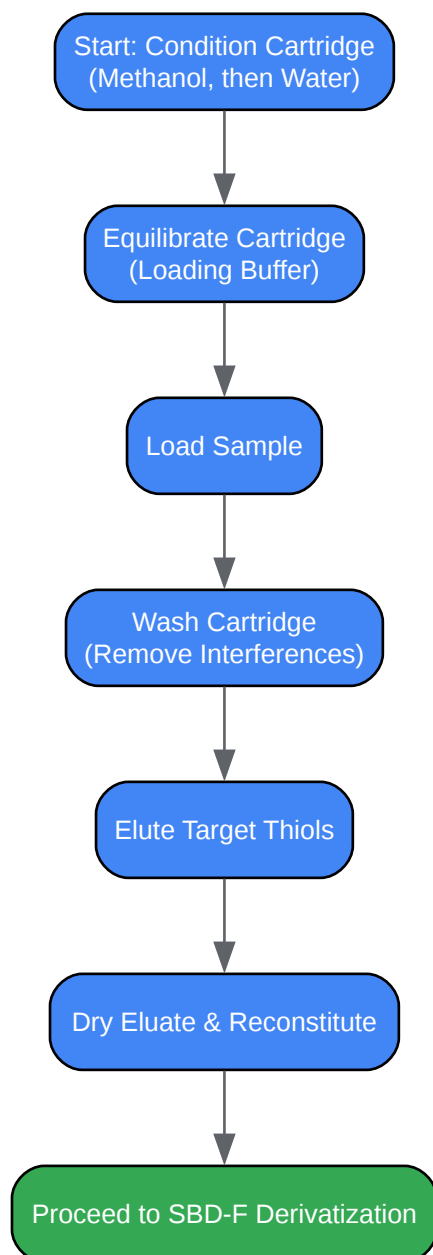 Start: Condition Cartridge
(Methanol, then Water)
Equilibrate Cartridge
(Loading Buffer)
Load Sample
Wash Cartridge
(Remove Interferences)
Elute Target Thiols
Dry Eluate & Reconstitute
Proceed to SBD-F Derivatization